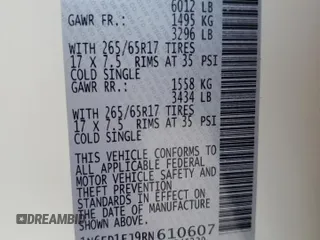 6012 LB
GAWR FR.: 1495 KG
3296 LB
WITH 265/65R17 TIRES
17 X 7.5 RIMS AT 35 PSI
COLD SINGLE
GAWR RR.: 1558 KG
3434 LB
WITH 265/65R17 TIRES
17 X 7.5 RIMS AT 35 PSI
COLD SINGLE
THIS VEHICLE CONFORMS TO
ALL APPLICABLE FEDERAL
MOTOR VEHICLE SAFETY AND
THEFT PREVENTION STANDARDS
IN EFFECT ON THE DATE OF
MANUFACTURE SHOWN
ABOVE.
610607
DREAMBID